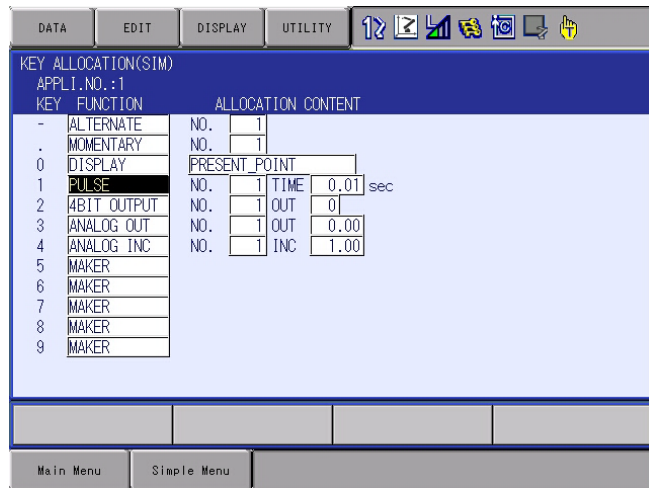 DATA EDIT DISPLAY UTILITY
KEY ALLOCATION(SIM)
APPLI.NO.:1
KEY FUNCTION ALLOCATION CONTENT
- ALTERNATE NO. 1
. MOMENTARY NO. 1
0 DISPLAY PRESENT_POINT
1 PULSE NO. 1 TIME 0.01 sec
2 4BIT OUTPUT NO. 1 OUT 0
3 ANALOG OUT NO. 1 OUT 0.00
4 ANALOG INC NO. 1 INC 1.00
5 MAKER
6 MAKER
7 MAKER
8 MAKER
9 MAKER
Main Menu Simple Menu